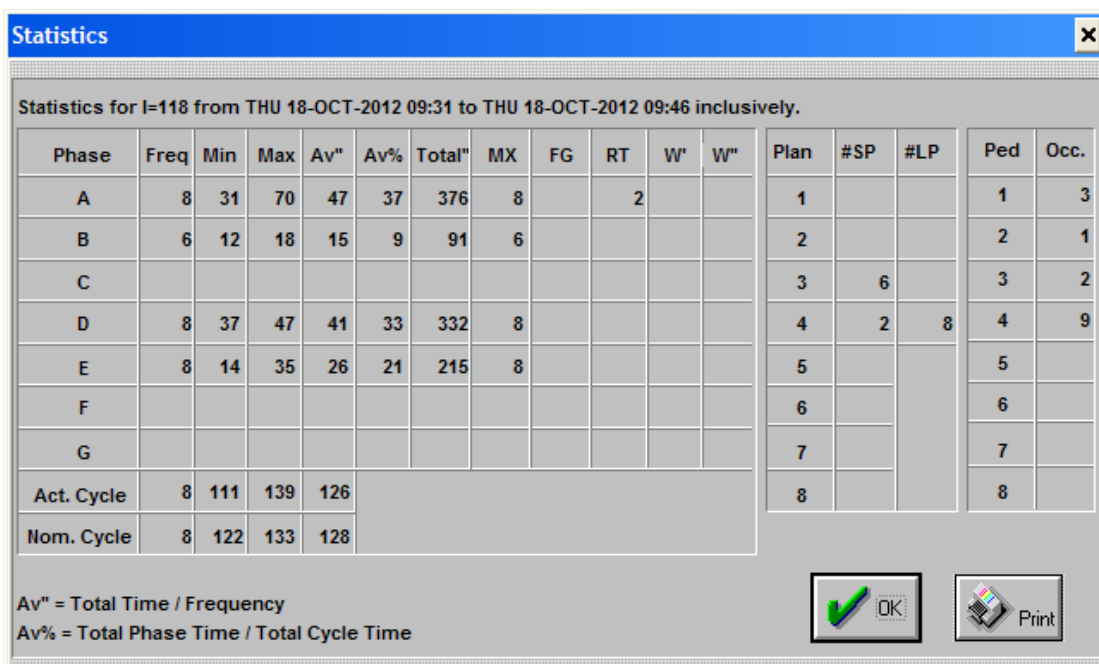 Statistics
Statistics for I=118 from THU 18-OCT-2012 09:31 to THU 18-OCT-2012 09:46 inclusively.
Phase Freq Min Max Av" Av% Total" MX FG RT W' W" Plan #SP #LP Ped Occ.
A 8 31 70 47 37 376 8 2 1 1 3
B 6 12 18 15 9 91 6 2 2 1
C 3 6 3 2
D 8 37 47 41 33 332 8 4 2 8 4 9
E 8 14 35 26 21 215 8 5 5
F 6 6
G 7 7
Act. Cycle 8 111 139 126 8 8
Nom. Cycle 8 122 133 128
Av" = Total Time / Frequency
Av% = Total Phase Time / Total Cycle Time
OK
Print